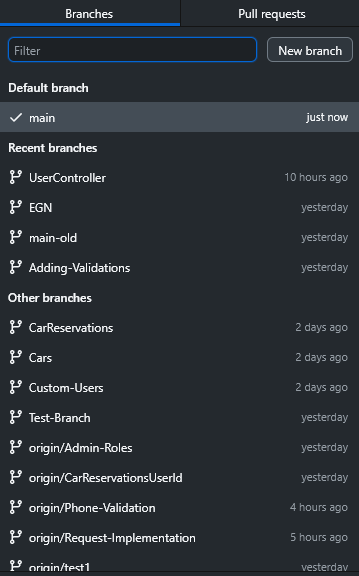 Branches Pull requests
Filter New branch
Default branch
main just now
Recent branches
UserController 10 hours ago
EGN yesterday
main-old yesterday
Adding-Validations yesterday
Other branches
CarReservations 2 days ago
Cars 2 days ago
Custom-Users 2 days ago
Test-Branch yesterday
origin/Admin-Roles yesterday
origin/CarReservationsUserId yesterday
origin/Phone-Validation 4 hours ago
origin/Request-Implementation 5 hours ago
origin/test1 yesterday